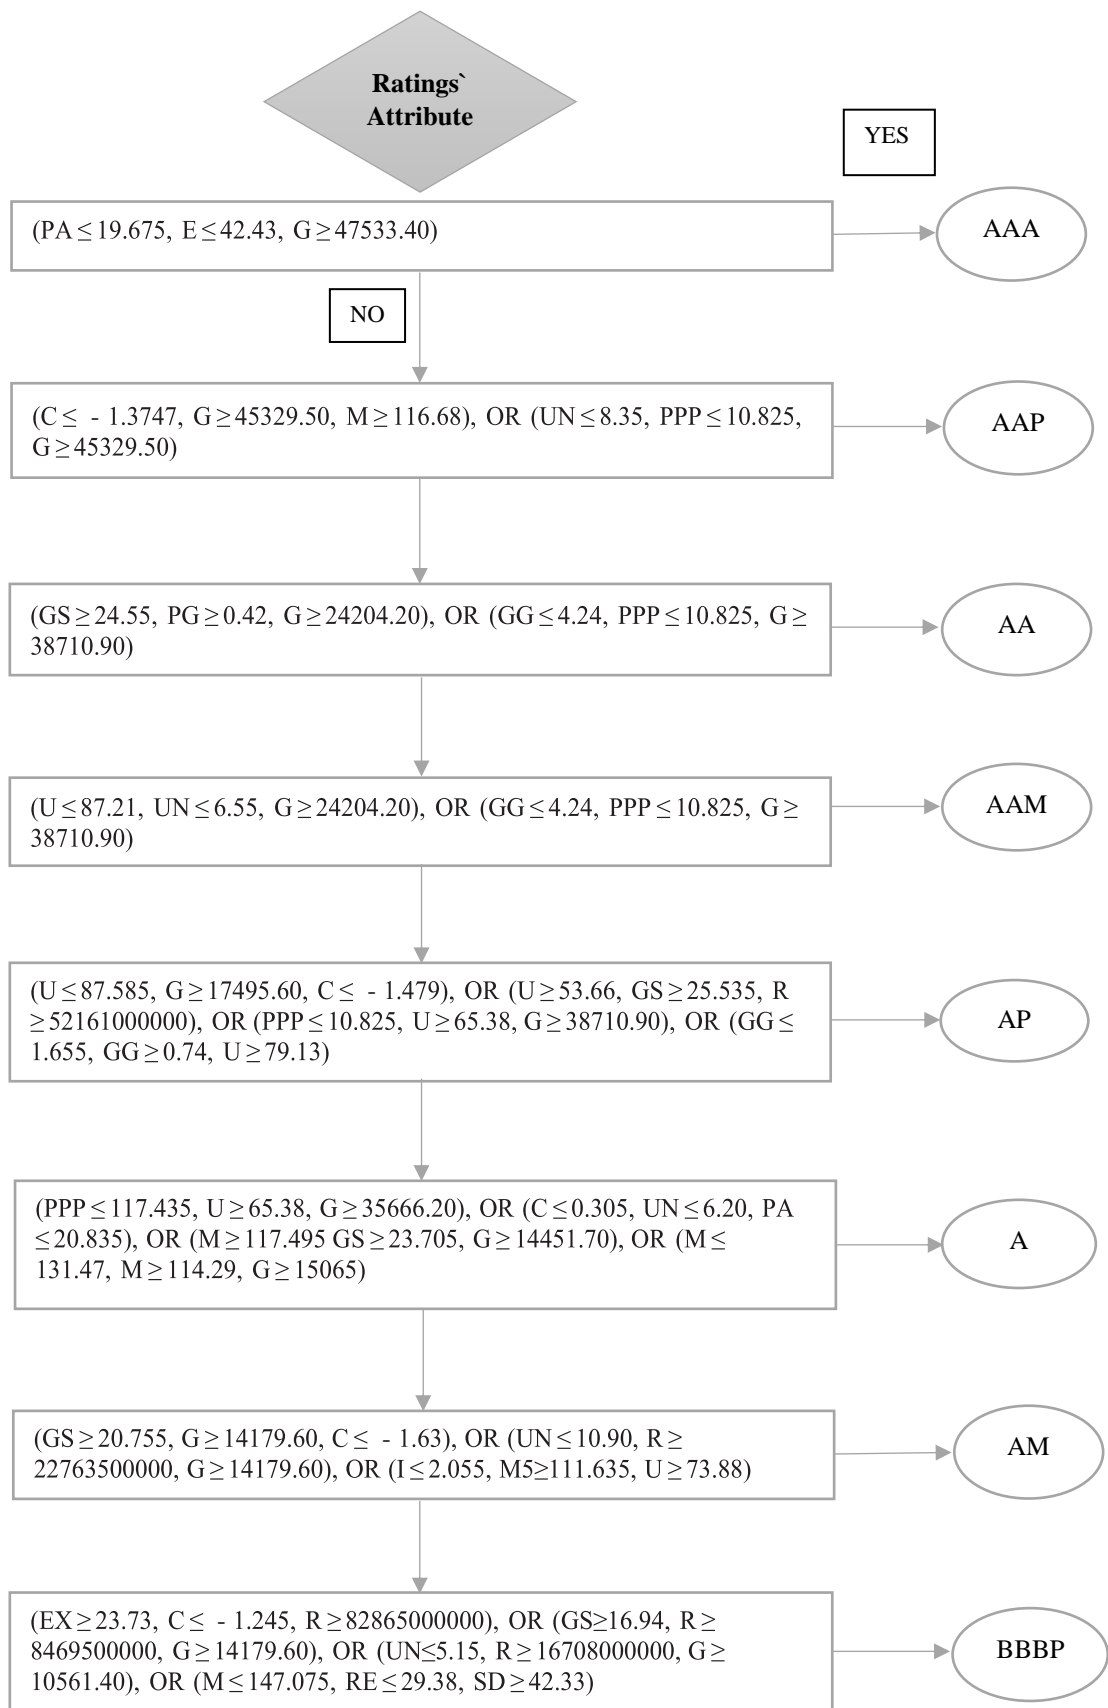 Ratings`
Attribute
YES
(PA ≤ 19.675, E ≤ 42.43, G ≥ 47533.40)
AAA
NO
(C ≤ - 1.3747, G ≥ 45329.50, M ≥ 116.68), OR (UN ≤ 8.35, PPP ≤ 10.825,
G ≥ 45329.50)
AAP
(GS ≥ 24.55, PG ≥ 0.42, G ≥ 24204.20), OR (GG ≤ 4.24, PPP ≤ 10.825, G ≥
38710.90)
AA
(U ≤ 87.21, UN ≤ 6.55, G ≥ 24204.20), OR (GG ≤ 4.24, PPP ≤ 10.825, G ≥
38710.90)
AAM
(U ≤ 87.585, G ≥ 17495.60, C ≤ - 1.479), OR (U ≥ 53.66, GS ≥ 25.535, R
≥ 52161000000), OR (PPP ≤ 10.825, U ≥ 65.38, G ≥ 38710.90), OR (GG ≤
1.655, GG ≥ 0.74, U ≥ 79.13)
AP
(PPP ≤ 117.435, U ≥ 65.38, G ≥ 35666.20), OR (C ≤ 0.305, UN ≤ 6.20, PA
≤ 20.835), OR (M ≥ 117.495 GS ≥ 23.705, G ≥ 14451.70), OR (M ≤
131.47, M ≥ 114.29, G ≥ 15065)
A
(GS ≥ 20.755, G ≥ 14179.60, C ≤ - 1.63), OR (UN ≤ 10.90, R ≥
22763500000, G ≥ 14179.60), OR (I ≤ 2.055, M5≥111.635, U ≥ 73.88)
AM
(EX ≥ 23.73, C ≤ - 1.245, R ≥ 82865000000), OR (GS≥16.94, R ≥
8469500000, G ≥ 14179.60), OR (UN≤5.15, R ≥ 16708000000, G ≥
10561.40), OR (M ≤ 147.075, RE ≤ 29.38, SD ≥ 42.33)
BBBP